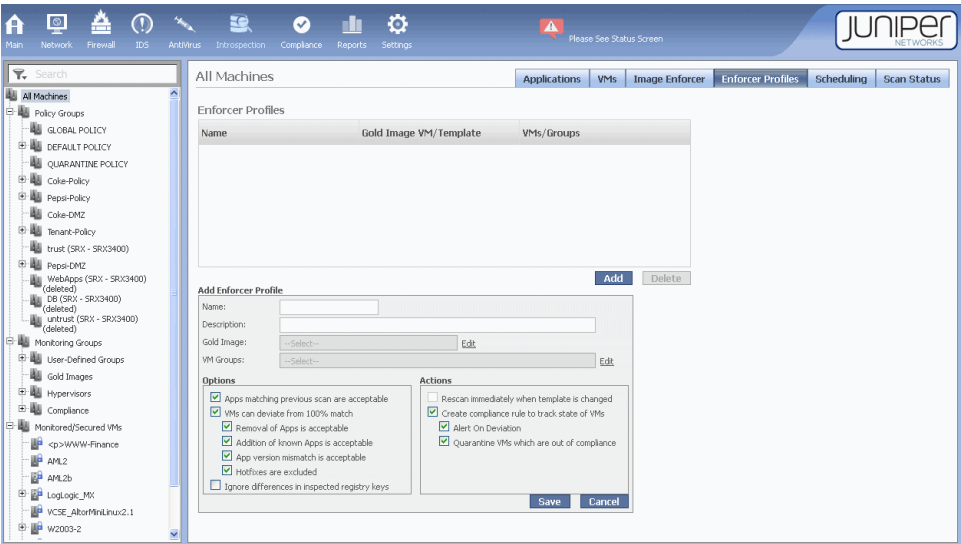 Main Network Firewall IDS AntiVirus Introspection Compliance Reports Settings
Please See Status Screen
JUNIPER
NETWORKS
Search
All Machines
Policy Groups
GLOBAL POLICY
DEFAULT POLICY
QUARANTINE POLICY
Coke-Policy
Pepsi-Policy
Coke-DMZ
Tenant-Policy
trust (SRX - SRX3400)
Pepsi-DMZ
WebApps (SRX - SRX3400)
(deleted)
DB (SRX - SRX3400)
(deleted)
untrust (SRX - SRX3400)
(deleted)
Monitoring Groups
User-Defined Groups
Gold Images
Hypervisors
Compliance
Monitored/Secured VMs
<p>WWW-Finance
AML2
AML2b
LogLogic_MX
VCSE_AltorMiniLinux2.1
W2003-2
All Machines
Applications VMs Image Enforcer Enforcer Profiles Scheduling Scan Status
Enforcer Profiles
Name Gold Image VM/Template VMs/Groups
Add Delete
Add Enforcer Profile
Name:
Description:
Gold Image: --Select-- Edit
VM Groups: --Select-- Edit
Options
Apps matching previous scan are acceptable
VMs can deviate from 100% match
Removal of Apps is acceptable
Addition of known Apps is acceptable
App version mismatch is acceptable
Hotfixes are excluded
Ignore differences in inspected registry keys
Actions
Rescan immediately when template is changed
Create compliance rule to track state of VMs
Alert On Deviation
Quarantine VMs which are out of compliance
Save Cancel